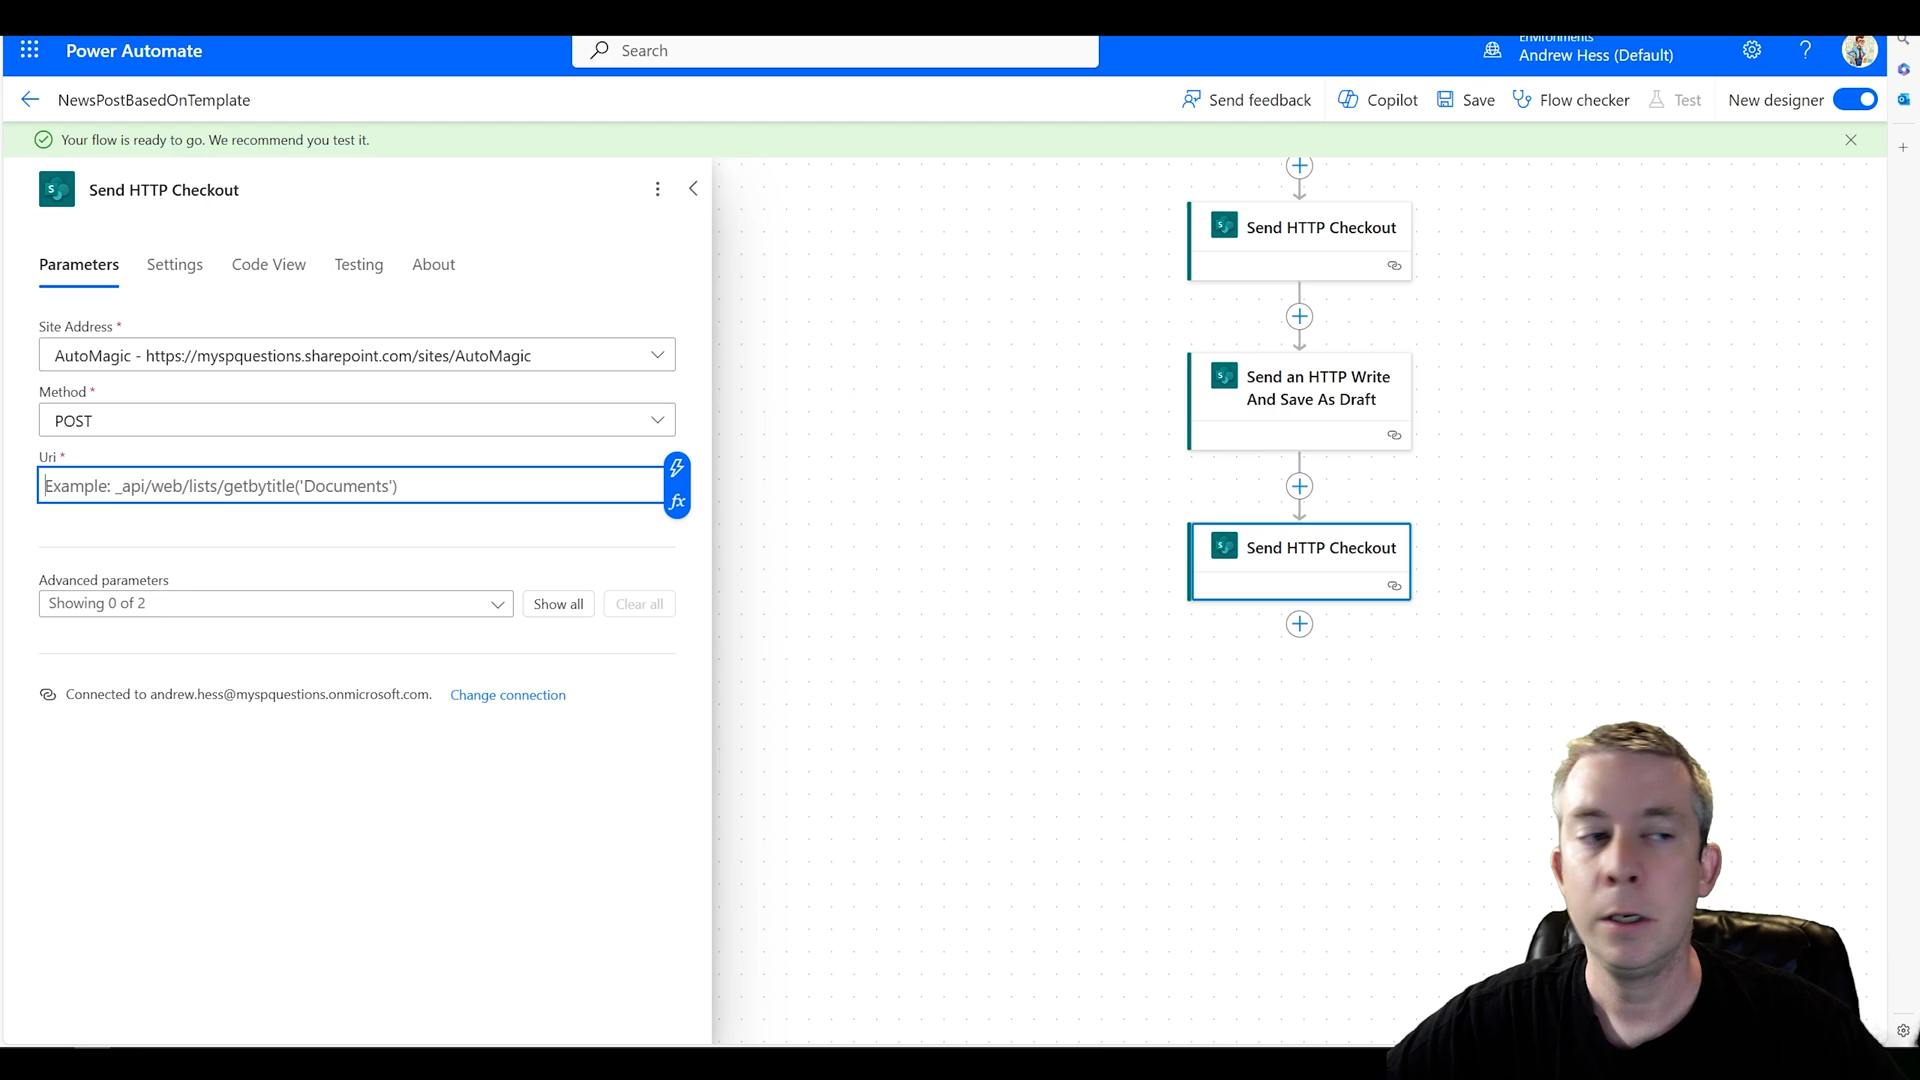 Power Automate
Search
Environments
Andrew Hess (Default)
NewsPostBasedOnTemplate
Send feedback
Copilot
Save
Flow checker
Test
New designer
Your flow is ready to go. We recommend you test it.
Send HTTP Checkout
Parameters
Settings
Code View
Testing
About
Site Address *
AutoMagic - https://myspquestions.sharepoint.com/sites/AutoMagic
Method *
POST
Uri *
Example: _api/web/lists/getbytitle('Documents')
fx
Advanced parameters
Showing 0 of 2
Show all
Clear all
Connected to andrew.hess@myspquestions.onmicrosoft.com.
Change connection
Send HTTP Checkout
Send an HTTP Write
And Save As Draft
Send HTTP Checkout